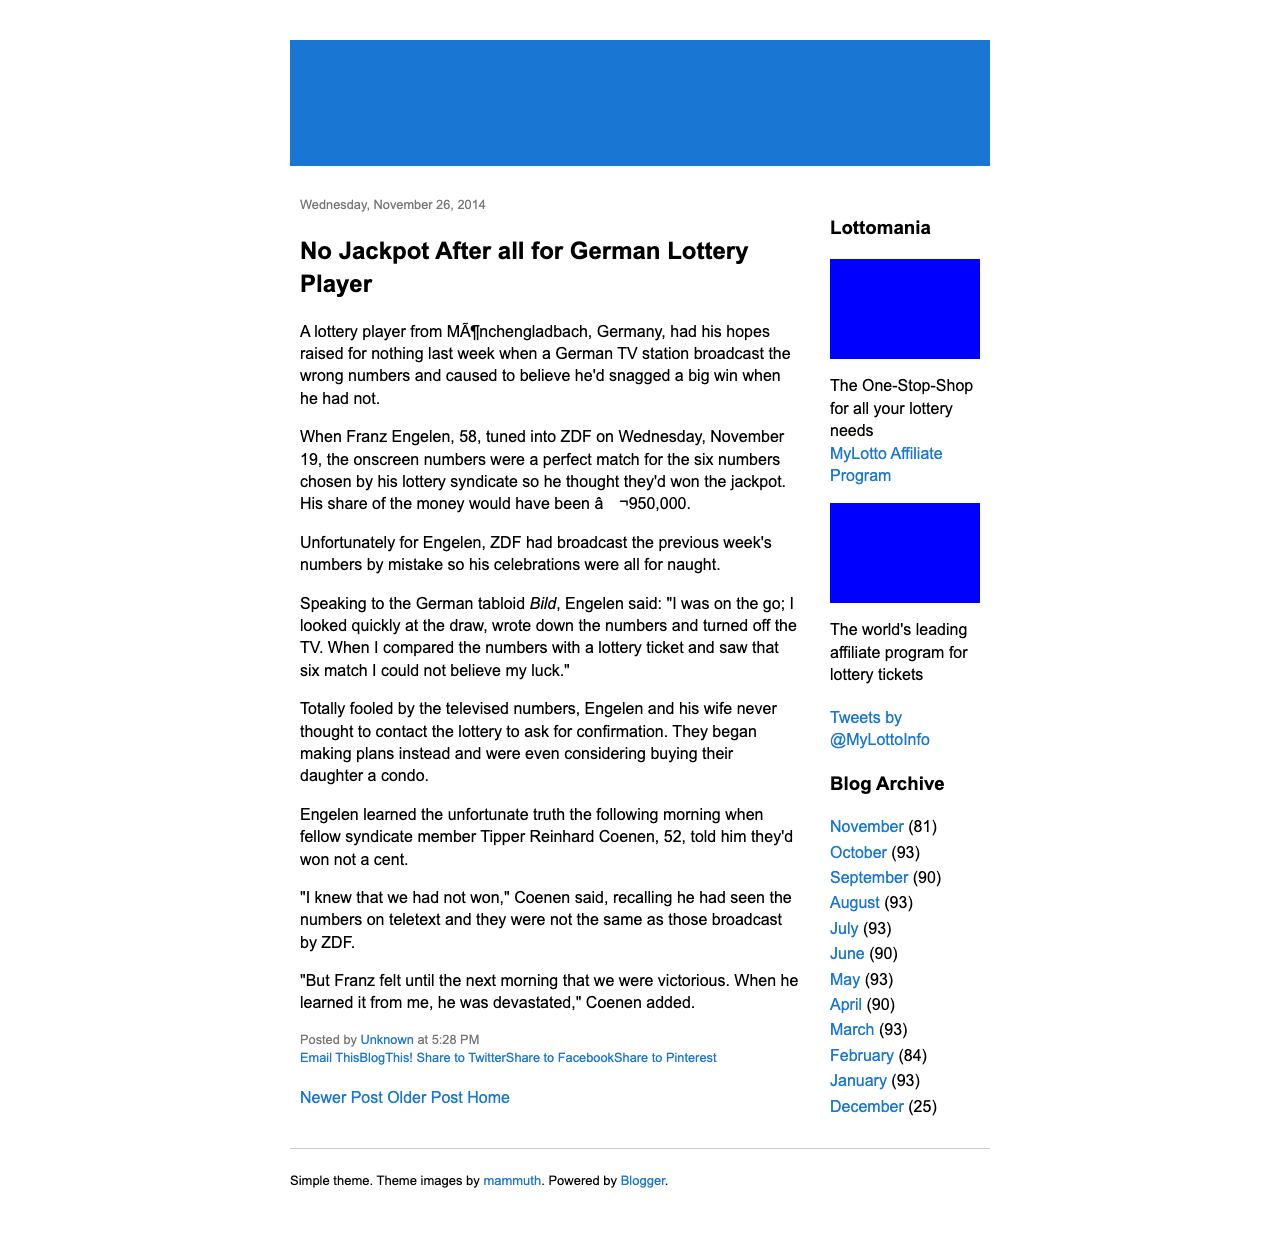 Wednesday, November 26, 2014
No Jackpot After all for German Lottery
Player
A lottery player from MÃ¶nchengladbach, Germany, had his hopes
raised for nothing last week when a German TV station broadcast the
wrong numbers and caused to believe he'd snagged a big win when
he had not.
When Franz Engelen, 58, tuned into ZDF on Wednesday, November
19, the onscreen numbers were a perfect match for the six numbers
chosen by his lottery syndicate so he thought they'd won the jackpot.
His share of the money would have been â ¬950,000.
Unfortunately for Engelen, ZDF had broadcast the previous week's
numbers by mistake so his celebrations were all for naught.
Speaking to the German tabloid Bild, Engelen said: "I was on the go; I
looked quickly at the draw, wrote down the numbers and turned off the
TV. When I compared the numbers with a lottery ticket and saw that
six match I could not believe my luck."
Totally fooled by the televised numbers, Engelen and his wife never
thought to contact the lottery to ask for confirmation. They began
making plans instead and were even considering buying their
daughter a condo.
Engelen learned the unfortunate truth the following morning when
fellow syndicate member Tipper Reinhard Coenen, 52, told him they'd
won not a cent.
"I knew that we had not won," Coenen said, recalling he had seen the
numbers on teletext and they were not the same as those broadcast
by ZDF.
"But Franz felt until the next morning that we were victorious. When he
learned it from me, he was devastated," Coenen added.
Posted by Unknown at 5:28 PM
Email ThisBlogThis! Share to TwitterShare to FacebookShare to Pinterest
Newer Post Older Post Home
Lottomania
The One-Stop-Shop
for all your lottery
needs
MyLotto Affiliate
Program
The world's leading
affiliate program for
lottery tickets
Tweets by
@MyLottoInfo
Blog Archive
November (81)
October (93)
September (90)
August (93)
July (93)
June (90)
May (93)
April (90)
March (93)
February (84)
January (93)
December (25)
Simple theme. Theme images by mammuth. Powered by Blogger.